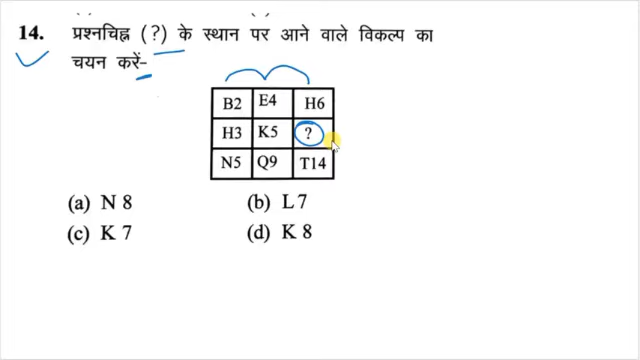 14. प्रश्नचिह्न (?) के स्थान पर आने वाले विकल्प का
चयन करें-
B2 E4 H6
H3 K5 ?
N5 Q9 T14
(a) N 8 (b) L 7
(c) K 7 (d) K 8